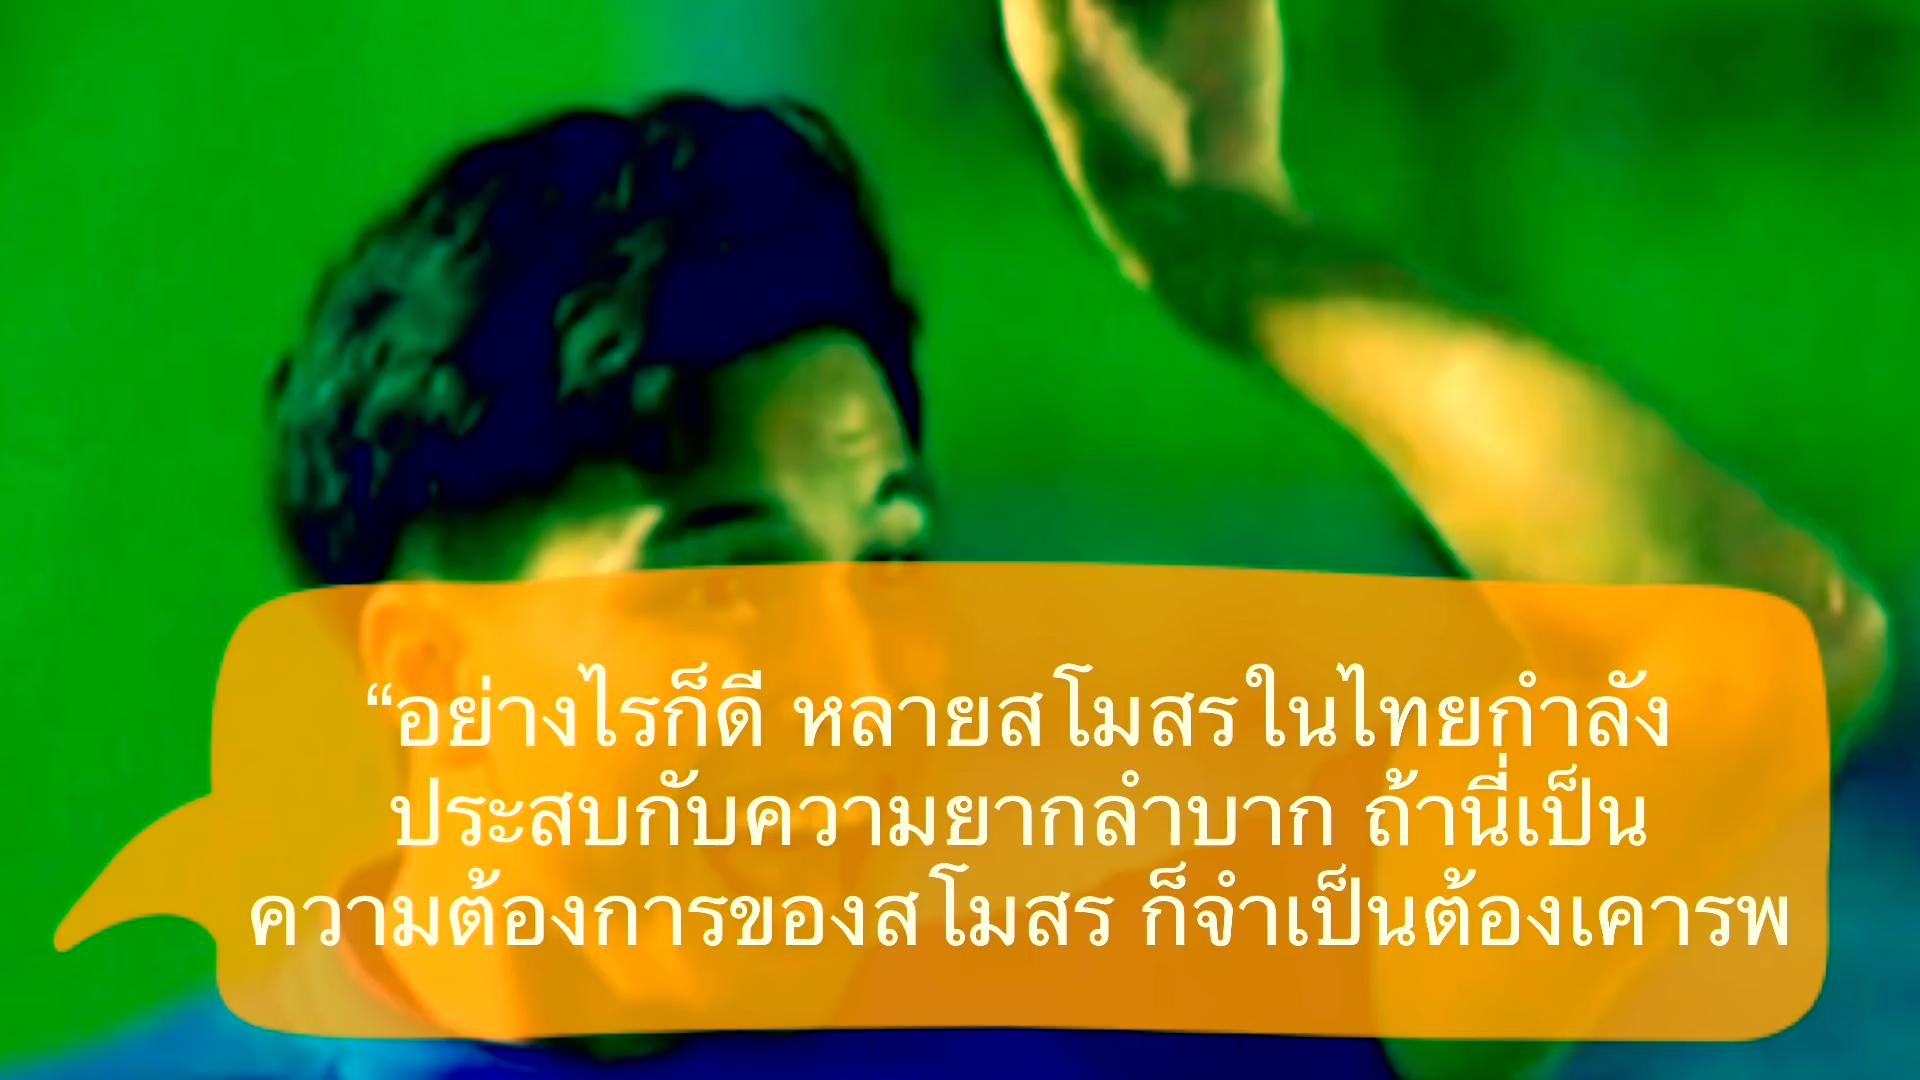 “อย่างไรก็ดี หลายสโมสรในไทยกำลัง
ประสบกับความยากลำบาก ถ้านี่เป็น
ความต้องการของสโมสร ก็จำเป็นต้องเคารพ